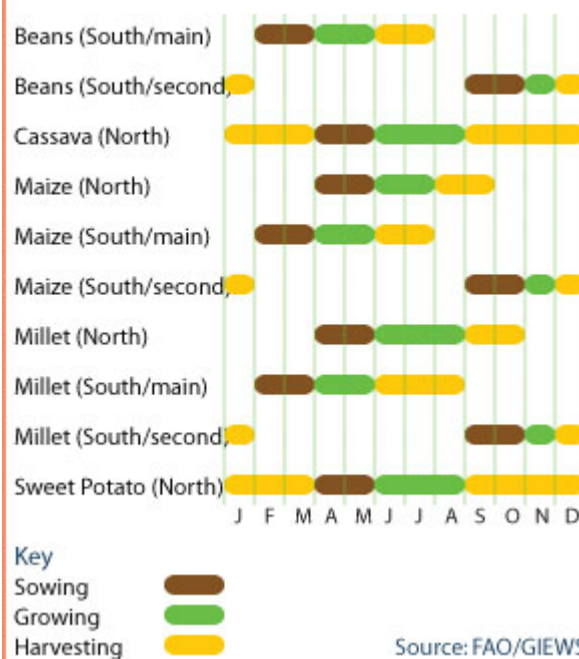 Beans (South/main)
Beans (South/second)
Cassava (North)
Maize (North)
Maize (South/main)
Maize (South/second)
Millet (North)
Millet (South/main)
Millet (South/second)
Sweet Potato (North)
J F M A M J J A S O N D
Key
Sowing
Growing
Harvesting
Source: FAO/GIEWS